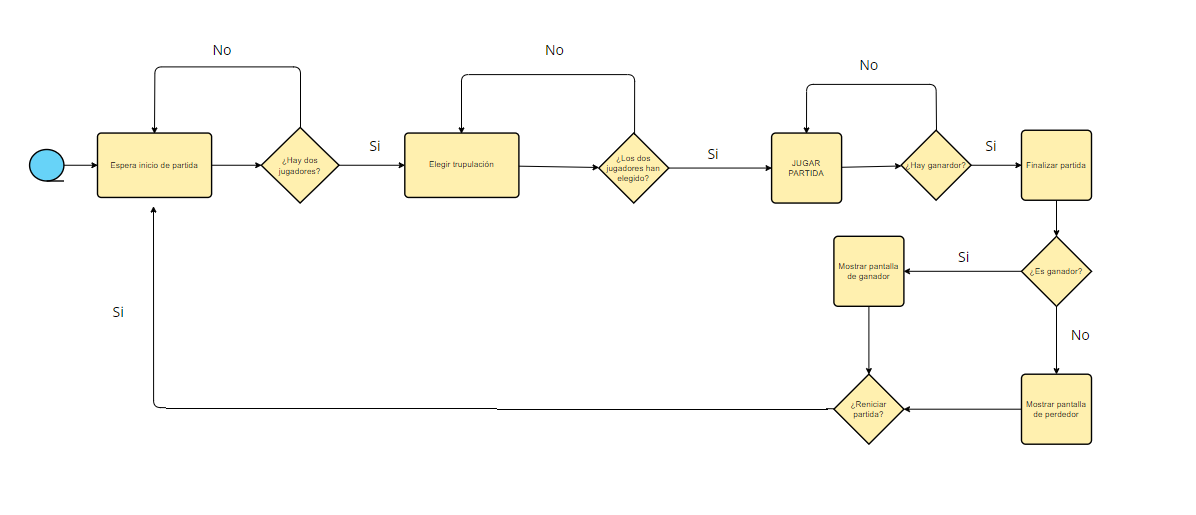 No
No
No
Espera inicio de partida
¿Hay dos
jugadores?
Si
Elegir trupulación
¿Los dos
jugadores han
elegido?
Si
JUGAR
PARTIDA
¿Hay ganardor?
Si
Finalizar partida
Mostrar pantalla
de ganador
Si
¿Es ganador?
No
Si
¿Reniciar
partida?
Mostrar pantalla
de perdedor